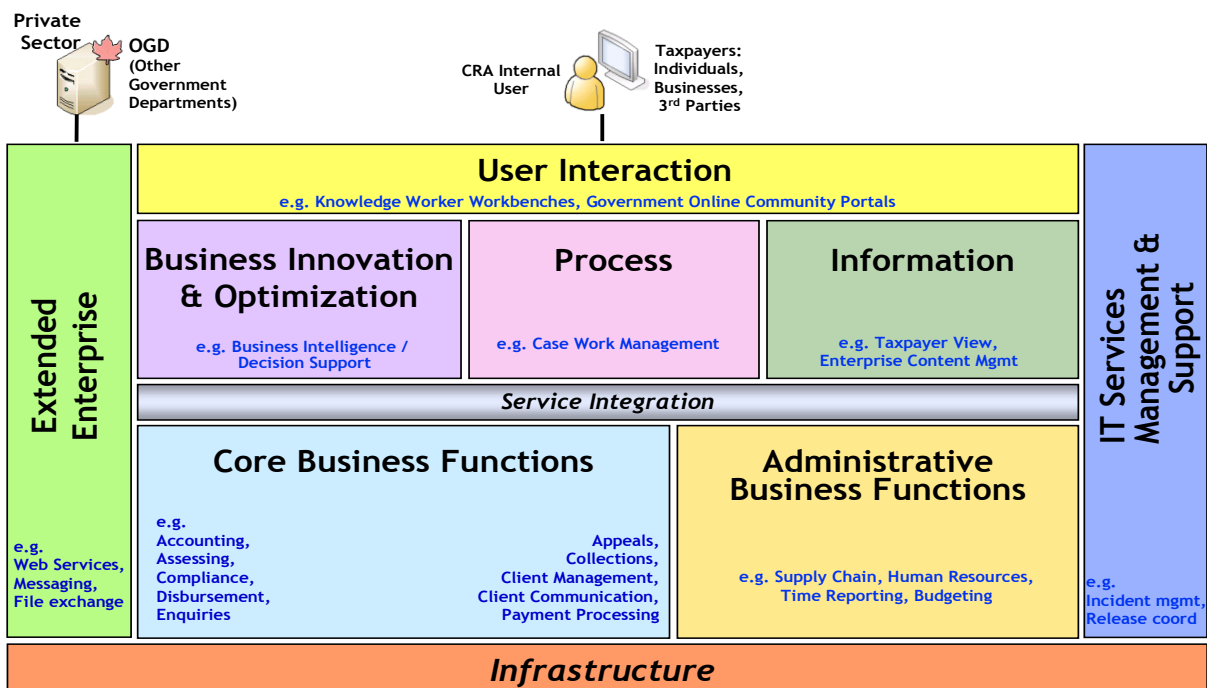 Private
Sector
OGD
(Other
Government
Departments)
CRA Internal
User
Taxpayers:
Individuals,
Businesses,
3rd Parties
User Interaction
e.g. Knowledge Worker Workbenches, Government Online Community Portals
Extended
Enterprise
e.g.
Web Services,
Messaging,
File exchange
Business Innovation
& Optimization
e.g. Business Intelligence /
Decision Support
Process
e.g. Case Work Management
Information
e.g. Taxpayer View,
Enterprise Content Mgmt
Service Integration
Core Business Functions
e.g.
Accounting,
Assessing,
Compliance,
Disbursement,
Enquiries
Appeals,
Collections,
Client Management,
Client Communication,
Payment Processing
Administrative
Business Functions
e.g. Supply Chain, Human Resources,
Time Reporting, Budgeting
IT Services
Management &
Support
e.g.
Incident mgmt,
Release coord
Infrastructure